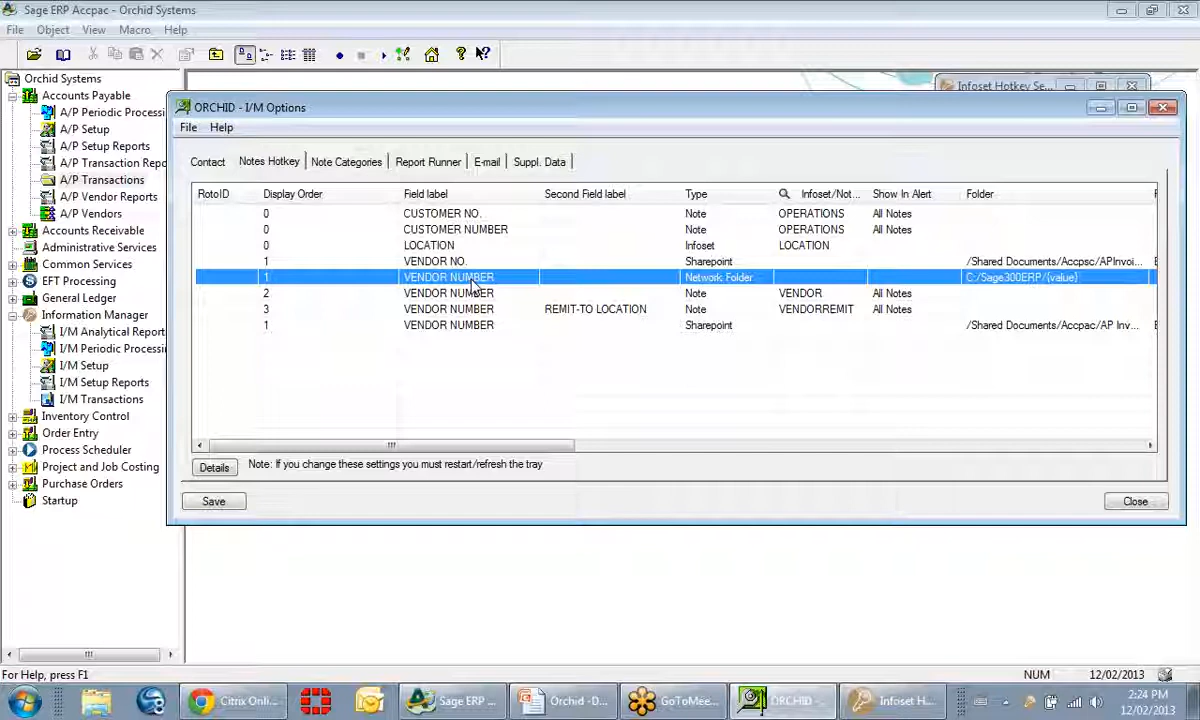 Sage ERP Accpac - Orchid Systems
File Object View Macro Help
Orchid Systems
Accounts Payable
A/P Periodic Processi
A/P Setup
A/P Setup Reports
A/P Transaction Repo
A/P Transactions
A/P Vendor Reports
A/P Vendors
Accounts Receivable
Administrative Services
Common Services
EFT Processing
General Ledger
Information Manager
I/M Analytical Report
I/M Periodic Processi
I/M Setup
I/M Setup Reports
I/M Transactions
Inventory Control
Order Entry
Process Scheduler
Project and Job Costing
Purchase Orders
Startup
Infoset Hotkey Se...
ORCHID - I/M Options
File Help
Contact Notes Hotkey Note Categories Report Runner E-mail Suppl. Data
RotoID Display Order Field label Second Field label Type Infoset/Not... Show In Alert Folder
0 CUSTOMER NO. Note OPERATIONS All Notes
0 CUSTOMER NUMBER Note OPERATIONS All Notes
0 LOCATION Infoset LOCATION
1 VENDOR NO. Sharepoint /Shared Documents/Accpsc/APInvoi...
1 VENDOR NUMBER Network Folder C:/Sage300ERP/{value}
2 VENDOR NUMBER Note VENDOR All Notes
3 VENDOR NUMBER REMIT-TO LOCATION Note VENDORREMIT All Notes
1 VENDOR NUMBER Sharepoint /Shared Documents/Accpac/AP Inv...
Details Note: If you change these settings you must restart/refresh the tray
Save Close
For Help, press F1 NUM 12/02/2013
Citrix Onli... Sage ERP ... Orchid -D... GoToMee... ORCHID - Infoset H...
2:24 PM
12/02/2013